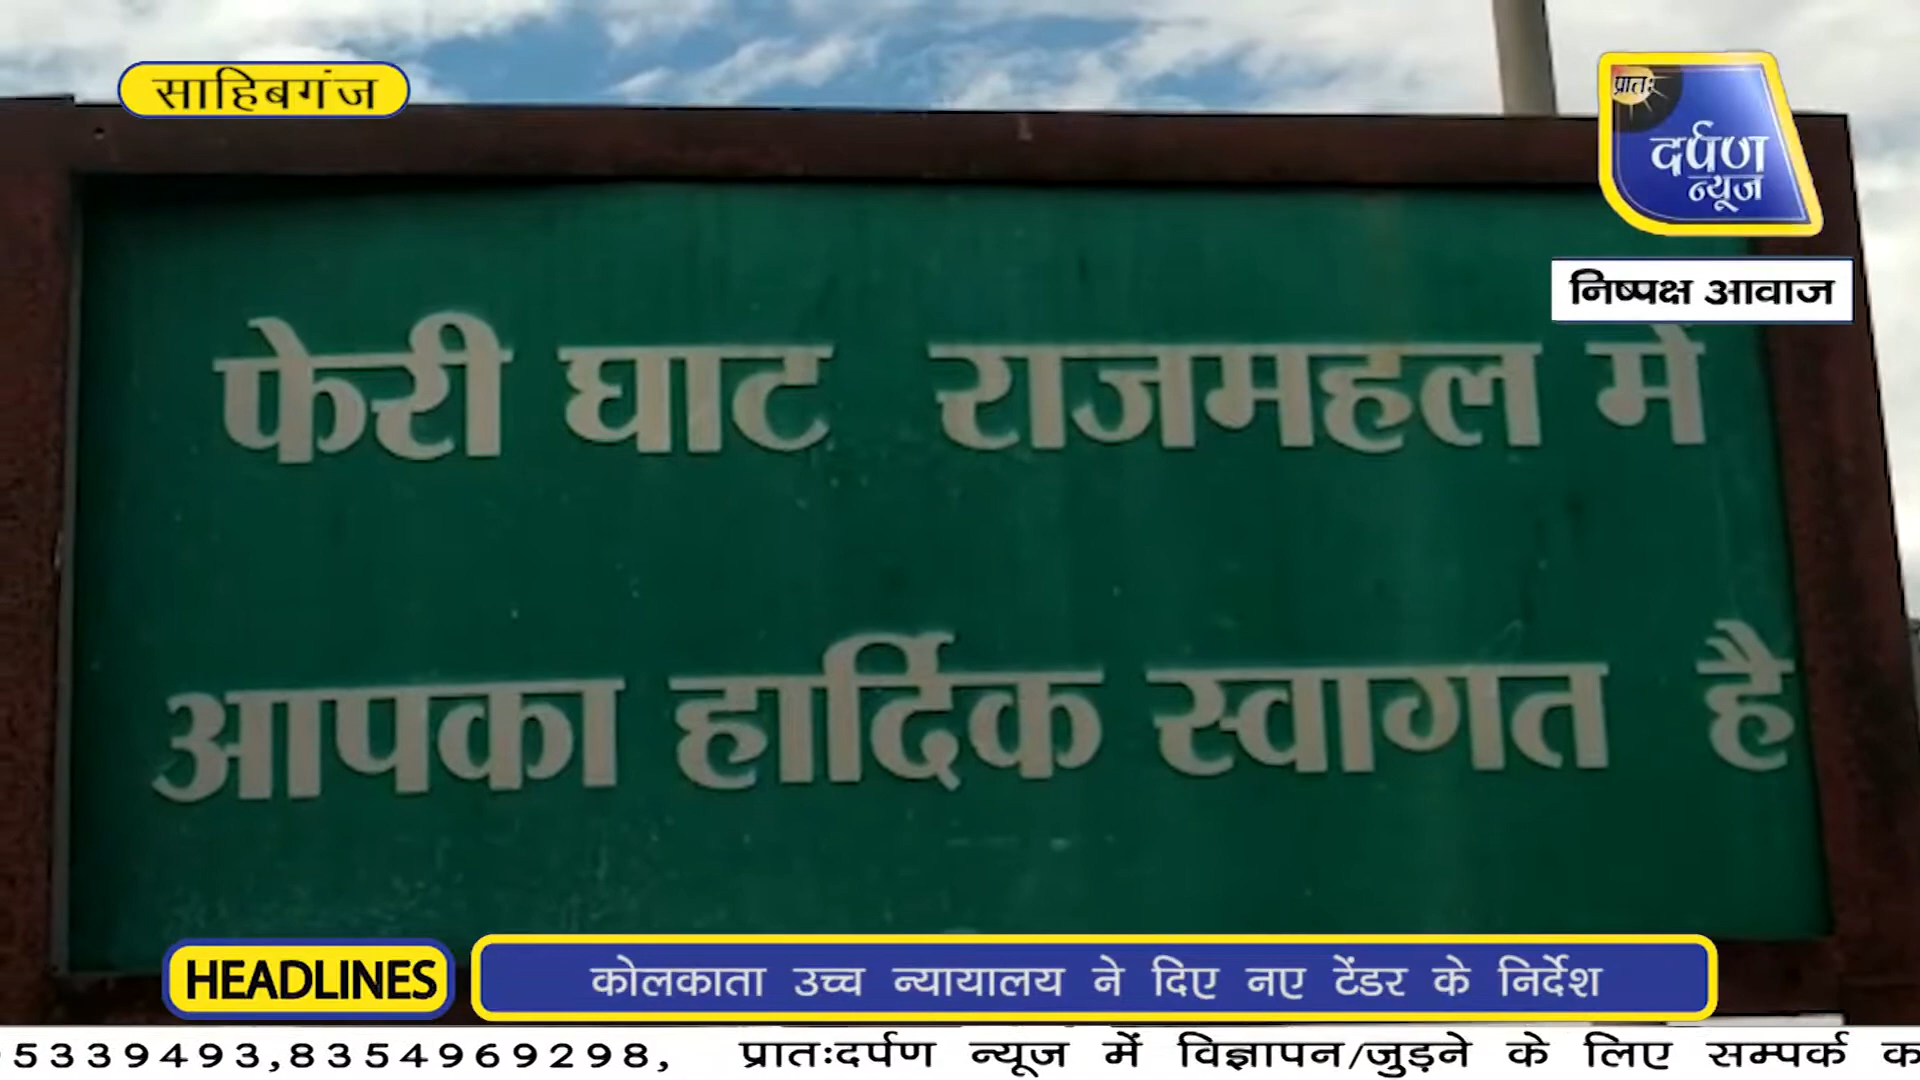 साहिबगंज
प्रातः
दर्पण
न्यूज
निष्पक्ष आवाज
फेरी घाट राजमहल में
आपका हार्दिक स्वागत है
HEADLINES
कोलकाता उच्च न्यायालय ने दिए नए टेंडर के निर्देश
5339493,8354969298, प्रातःदर्पण न्यूज में विज्ञापन/जुड़ने के लिए सम्पर्क